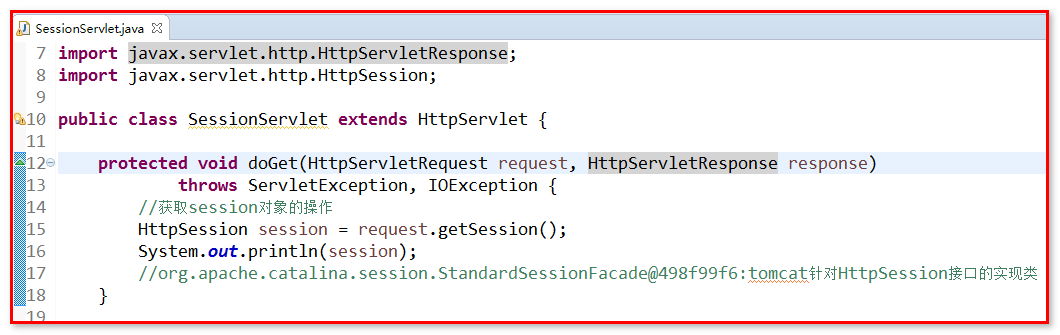 SessionServlet.java
7 import javax.servlet.http.HttpServletResponse;
8 import javax.servlet.http.HttpSession;
9
10 public class SessionServlet extends HttpServlet {
11
12 protected void doGet(HttpServletRequest request, HttpServletResponse response)
13 throws ServletException, IOException {
14 //获取session对象的操作
15 HttpSession session = request.getSession();
16 System.out.println(session);
17 //org.apache.catalina.session.StandardSessionFacade@498f99f6:tomcat针对HttpSession接口的实现类
18 }
19